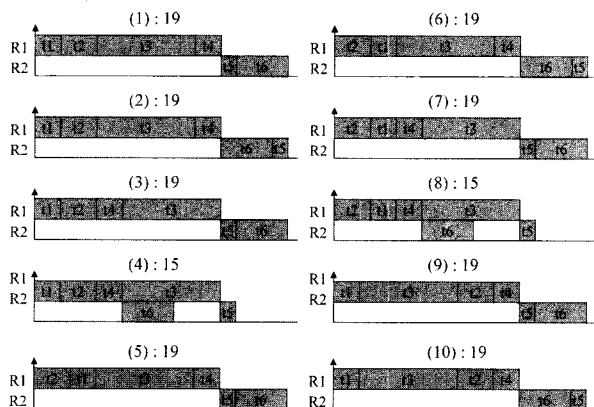 (1) : 19
R1 t1 t2 t3 t4
R2 t5 t6
(2) : 19
R1 t1 t2 t3 t4
R2 t6 t5
(3) : 19
R1 t1 t2 t4 t3
R2 t5 t6
(4) : 15
R1 t1 t2 t4 t3
R2 t6 t5
(5) : 19
R1 t2 t1 t3 t4
R2 t5 t6
(6) : 19
R1 t2 t1 t3 t4
R2 t6 t5
(7) : 19
R1 t2 t1 t4 t3
R2 t5 t6
(8) : 15
R1 t2 t1 t4 t3
R2 t6 t5
(9) : 19
R1 t1 t3 t2 t4
R2 t5 t6
(10) : 19
R1 t1 t3 t2 t4
R2 t6 t5